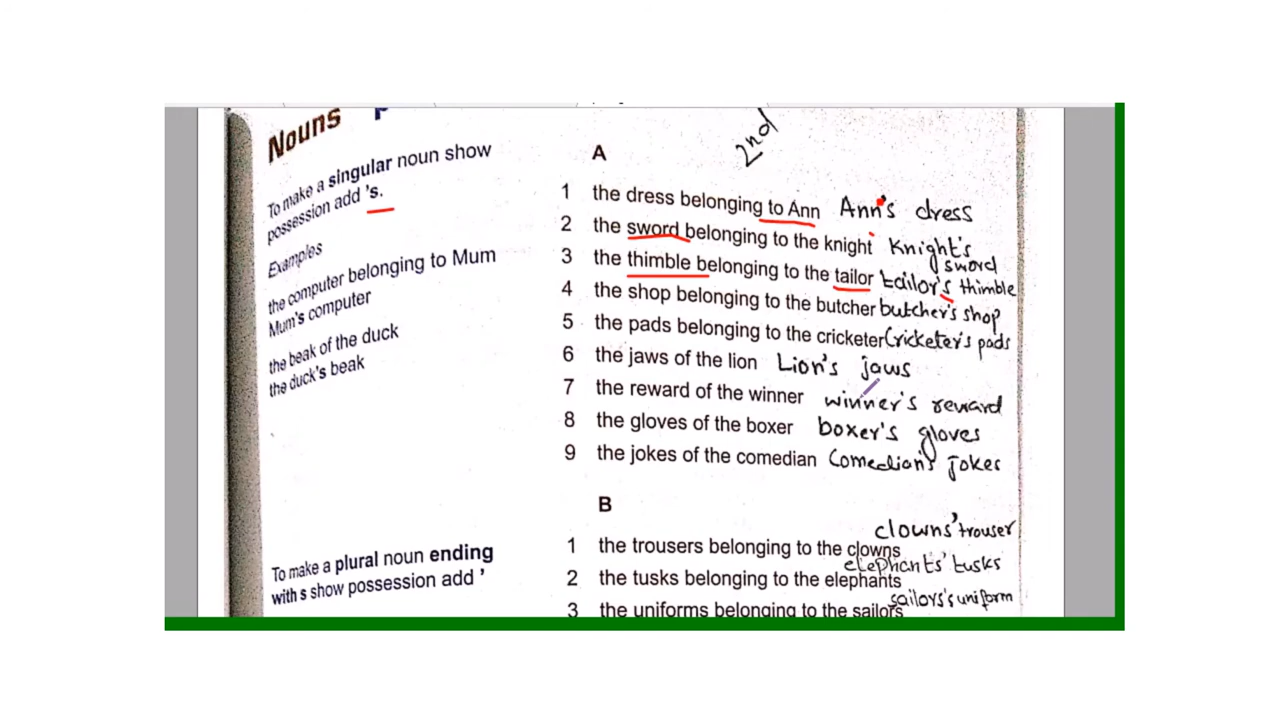 Nouns
To make a singular noun show
possession add 's.
Examples
the computer belonging to Mum
Mum's computer
the beak of the duck
the duck's beak
To make a plural noun ending
with s show possession add '
2nd
A
1 the dress belonging to Ann Ann's dress
2 the sword belonging to the knight Knight's
sword
3 the thimble belonging to the tailor tailor's thimble
4 the shop belonging to the butcher butcher's shop
5 the pads belonging to the cricketer Cricketer's pads
6 the jaws of the lion Lion's jaws
7 the reward of the winner winner's reward
8 the gloves of the boxer boxer's gloves
9 the jokes of the comedian Comedian's jokes
B
clowns' trouser
1 the trousers belonging to the clowns
elephants' tusks
2 the tusks belonging to the elephants
sailors's uniform
3 the uniforms belonging to the sailors